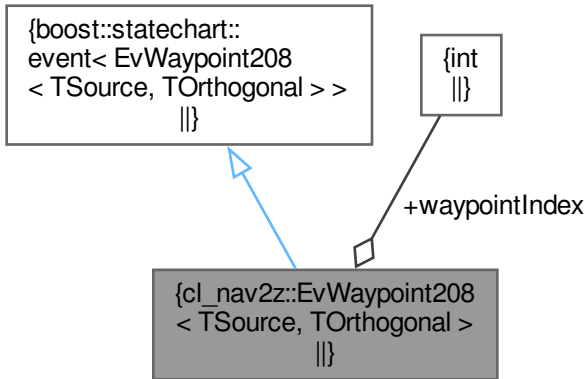 {boost::statechart::
event< EvWaypoint208
< TSource, TOrthogonal > >
||}
{int
||}
+waypointIndex
{cl_nav2z::EvWaypoint208
< TSource, TOrthogonal >
||}